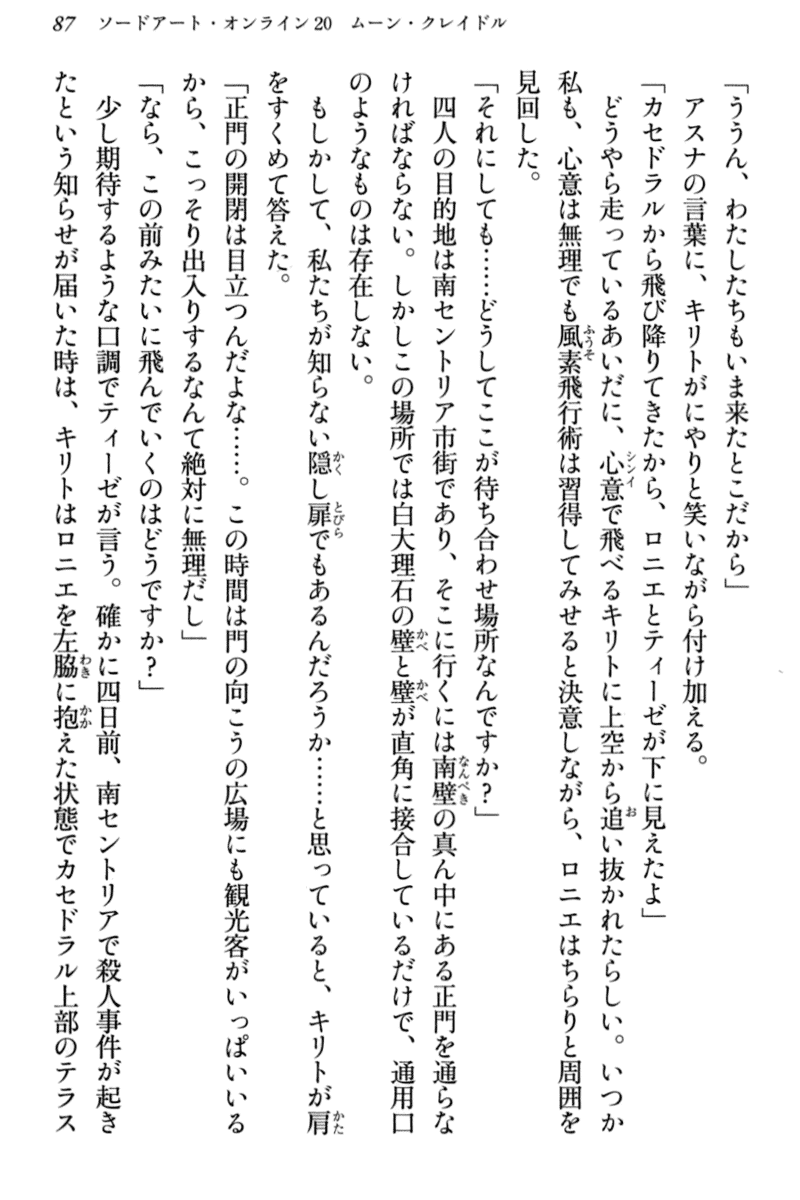 87 ソードアート・オンライン20 ムーン・クレイドル
「ううん、わたしたちもいま来たとこだから」
アスナの言葉に、キリトがにやりと笑いながら付け加える。
「カセドラルから飛び降りてきたから、ロニエとティーゼが下に見えたよ」
どうやら走っているあいだに、心意で飛べるキリトに上空から追い抜かれたらしい。いつか
私も、心意は無理でも風素飛行術は習得してみせると決意しながら、ロニエはちらりと周囲を
見回した。
「それにしても……どうしてここが待ち合わせ場所なんですか?」
四人の目的地は南セントリア市街であり、そこに行くには南壁の真ん中にある正門を通らな
ければならない。しかしこの場所では白大理石の壁と壁が直角に接合しているだけで、通用口
のようなものは存在しない。
もしかして、私たちが知らない隠し扉でもあるんだろうか……と思っていると、キリトが肩
をすくめて答えた。
「正門の開閉は目立つんだよな……。この時間は門の向こうの広場にも観光客がいっぱいいる
から、こっそり出入りするなんて絶対に無理だし」
「なら、この前みたいに飛んでいくのはどうですか?」
少し期待するような口調でティーゼが言う。確かに四日前、南セントリアで殺人事件が起き
たという知らせが届いた時は、キリトはロニエを左脇に抱えた状態でカセドラル上部のテラス